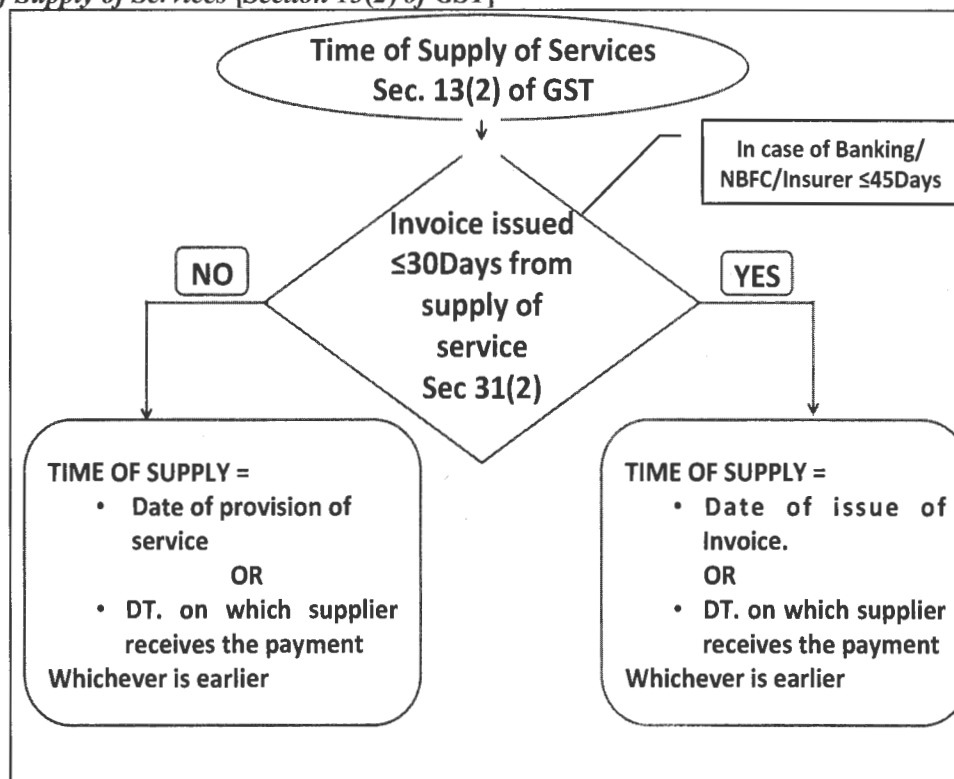 Supply of Services [Section 13(2) of GST]
Time of Supply of Services
Sec. 13(2) of GST
In case of Banking/
NBFC/Insurer ≤45Days
Invoice issued
≤30Days from
supply of
service
Sec 31(2)
NO
YES
TIME OF SUPPLY =
• Date of provision of
service
OR
• DT. on which supplier
receives the payment
Whichever is earlier
TIME OF SUPPLY =
• Date of issue of
Invoice.
OR
• DT. on which supplier
receives the payment
Whichever is earlier